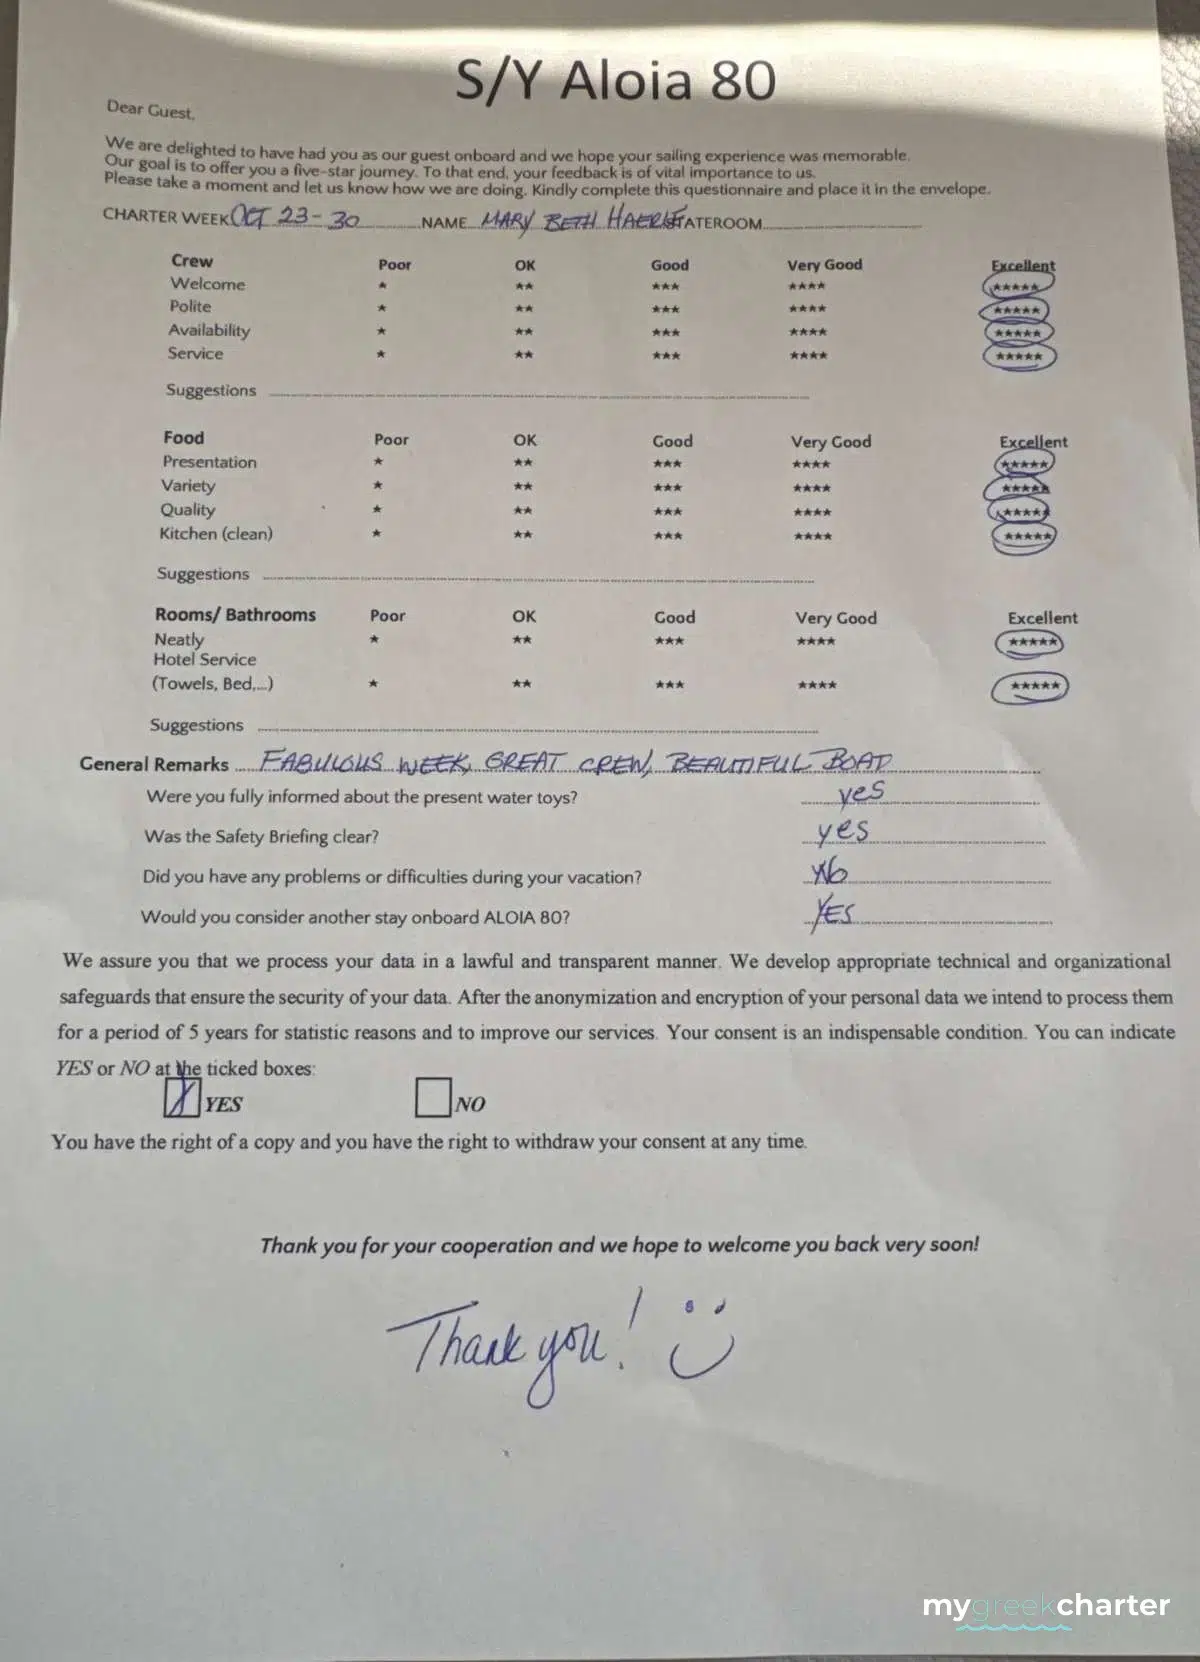 S/Y Aloia 80
Dear Guest,
We are delighted to have had you as our guest onboard and we hope your sailing experience was memorable.
Our goal is to offer you a five-star journey. To that end, your feedback is of vital importance to us.
Please take a moment and let us know how we are doing. Kindly complete this questionnaire and place it in the envelope.
CHARTER WEEK OCT 23-30 NAME MARY BETH STATEROOM
Crew Poor OK Good Very Good Excellent
Welcome ★ ★★ ★★★ ★★★★ ★★★★★
Polite ★ ★★ ★★★ ★★★★ ★★★★★
Availability ★ ★★ ★★★ ★★★★ ★★★★★
Service ★ ★★ ★★★ ★★★★ ★★★★★
Suggestions
Food Poor OK Good Very Good Excellent
Presentation ★ ★★ ★★★ ★★★★ ★★★★★
Variety ★ ★★ ★★★ ★★★★ ★★★★★
Quality ★ ★★ ★★★ ★★★★ ★★★★★
Kitchen (clean) ★ ★★ ★★★ ★★★★ ★★★★★
Suggestions
Rooms/ Bathrooms Poor OK Good Very Good Excellent
Neatly ★ ★★ ★★★ ★★★★ ★★★★★
Hotel Service
(Towels, Bed,...) ★ ★★ ★★★ ★★★★ ★★★★★
Suggestions
General Remarks FABULOUS WEEK, GREAT CREW, BEAUTIFUL BOAT
Were you fully informed about the present water toys? yes
Was the Safety Briefing clear? yes
Did you have any problems or difficulties during your vacation? No
Would you consider another stay onboard ALOIA 80? YES
We assure you that we process your data in a lawful and transparent manner. We develop appropriate technical and organizational
safeguards that ensure the security of your data. After the anonymization and encryption of your personal data we intend to process them
for a period of 5 years for statistic reasons and to improve our services. Your consent is an indispensable condition. You can indicate
YES or NO at the ticked boxes:
X YES NO
You have the right of a copy and you have the right to withdraw your consent at any time.
Thank you for your cooperation and we hope to welcome you back very soon!
Thank you!
mygreekcharter